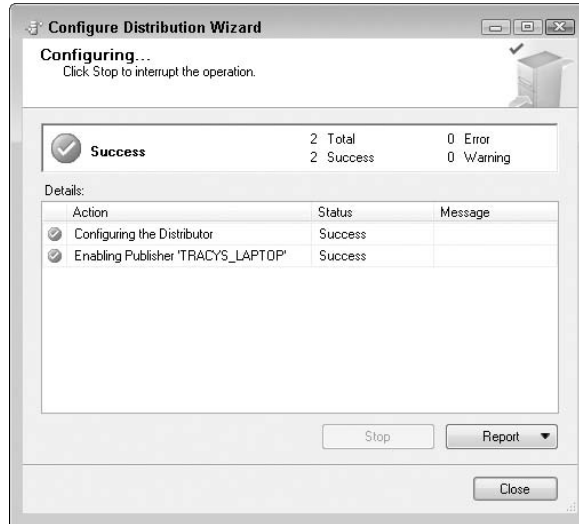 Configure Distribution Wizard
Configuring...
Click Stop to interrupt the operation.
Success
2 Total
0 Error
2 Success
0 Warning
Details:
Action Status Message
Configuring the Distributor Success
Enabling Publisher 'TRACYS_LAPTOP' Success
Stop
Report
Close